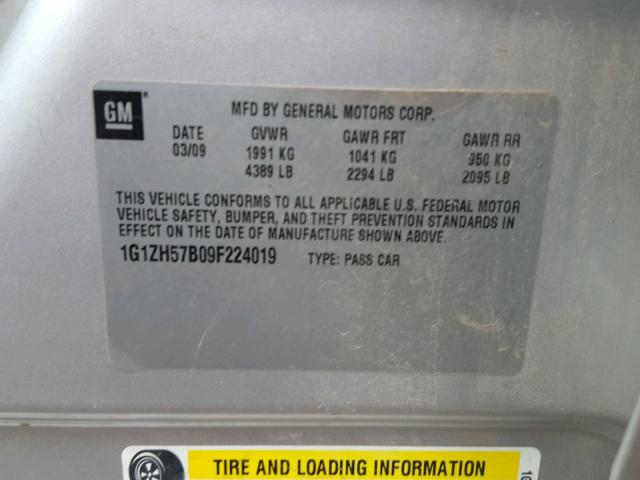 GM
MFD BY GENERAL MOTORS CORP.
DATE GVWR GAWR FRT GAWR RR
03/09 1991 KG 1041 KG 950 KG
4389 LB 2294 LB 2095 LB
THIS VEHICLE CONFORMS TO ALL APPLICABLE U.S. FEDERAL MOTOR
VEHICLE SAFETY, BUMPER, AND THEFT PREVENTION STANDARDS IN
EFFECT ON THE DATE OF MANUFACTURE SHOWN ABOVE.
1G1ZH57B09F224019 TYPE: PASS CAR
TIRE AND LOADING INFORMATION